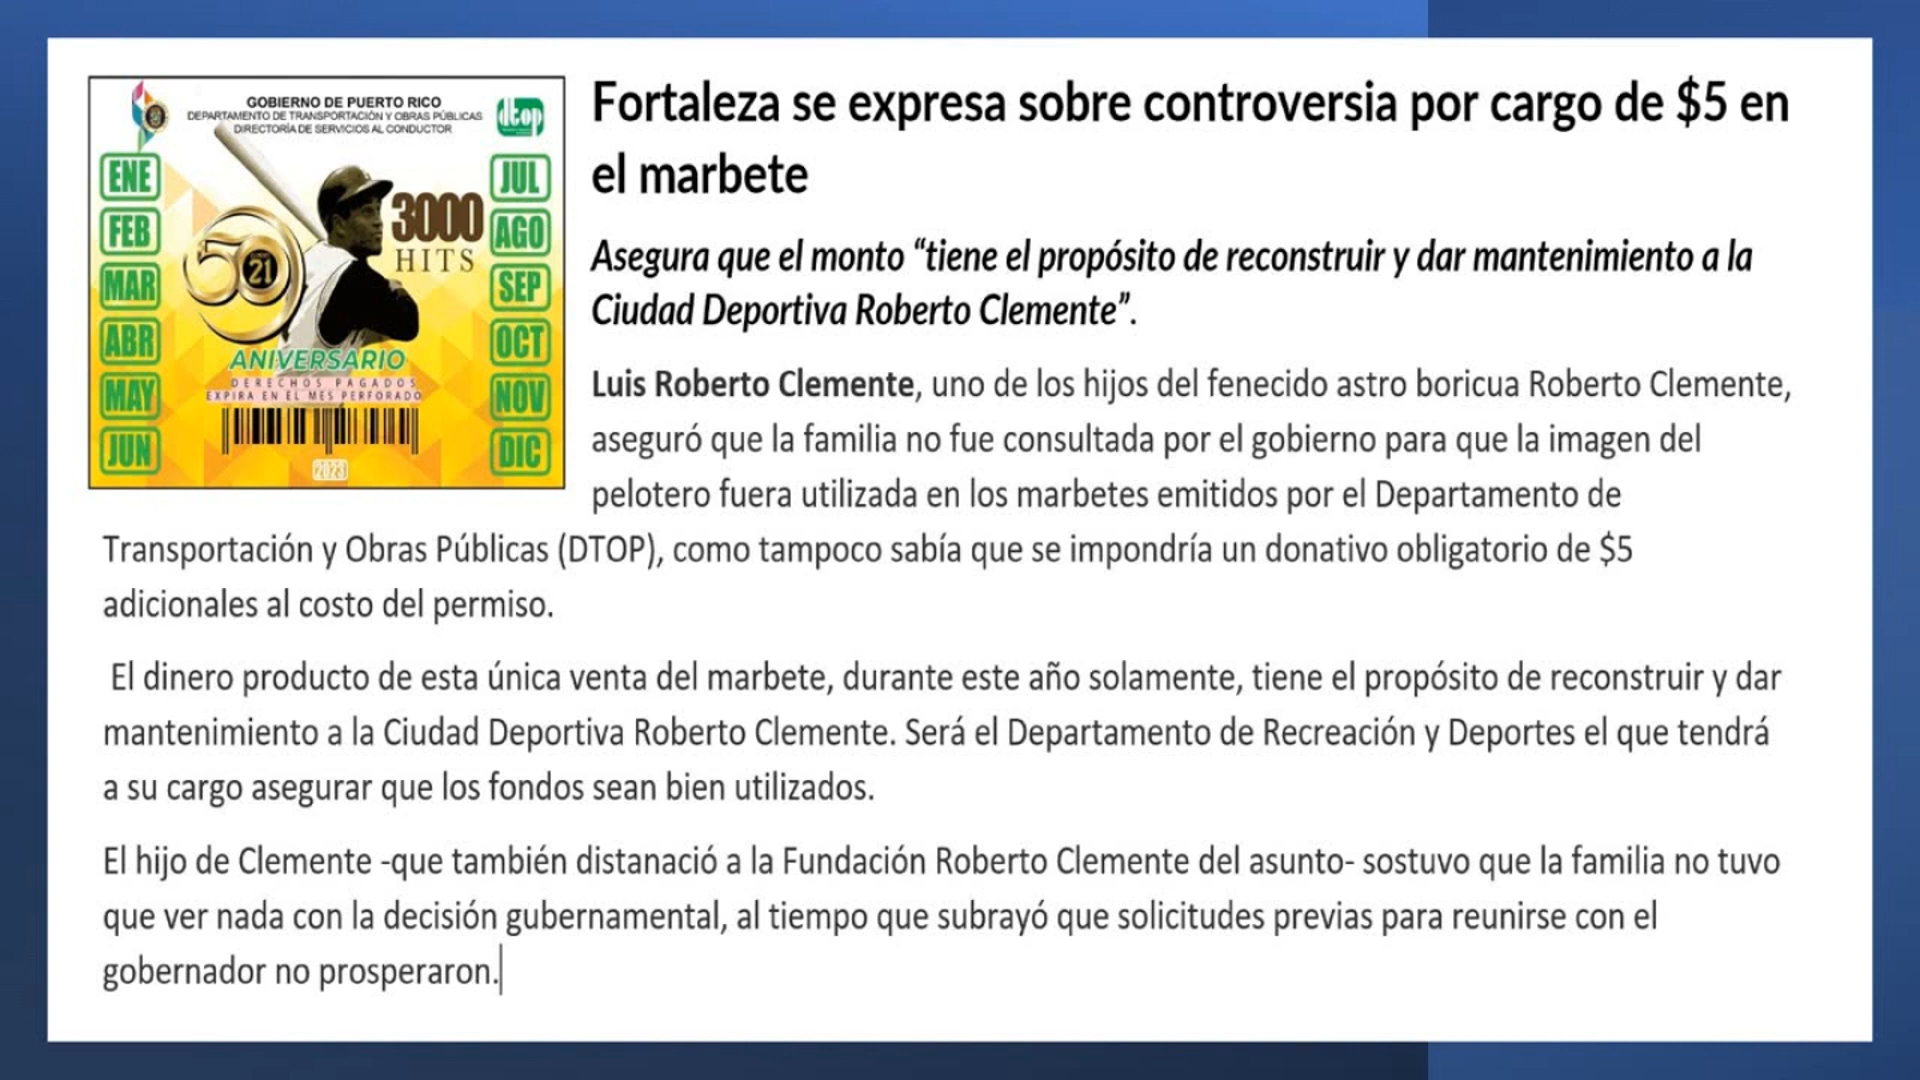 GOBIERNO DE PUERTO RICO
DEPARTAMENTO DE TRANSPORTACIÓN Y OBRAS PÚBLICAS
DIRECTORÍA DE SERVICIOS AL CONDUCTOR
dtop
ENE
FEB
MAR
ABR
MAY
JUN
3000
HITS
50
21
ANIVERSARIO
DERECHOS PAGADOS
EXPIRA EN EL MES PERFORADO
2023
JUL
AGO
SEP
OCT
NOV
DIC
Fortaleza se expresa sobre controversia por cargo de $5 en
el marbete
Asegura que el monto “tiene el propósito de reconstruir y dar mantenimiento a la
Ciudad Deportiva Roberto Clemente”.
Luis Roberto Clemente, uno de los hijos del fenecido astro boricua Roberto Clemente,
aseguró que la familia no fue consultada por el gobierno para que la imagen del
pelotero fuera utilizada en los marbetes emitidos por el Departamento de
Transportación y Obras Públicas (DTOP), como tampoco sabía que se impondría un donativo obligatorio de $5
adicionales al costo del permiso.
El dinero producto de esta única venta del marbete, durante este año solamente, tiene el propósito de reconstruir y dar
mantenimiento a la Ciudad Deportiva Roberto Clemente. Será el Departamento de Recreación y Deportes el que tendrá
a su cargo asegurar que los fondos sean bien utilizados.
El hijo de Clemente -que también distanació a la Fundación Roberto Clemente del asunto- sostuvo que la familia no tuvo
que ver nada con la decisión gubernamental, al tiempo que subrayó que solicitudes previas para reunirse con el
gobernador no prosperaron.